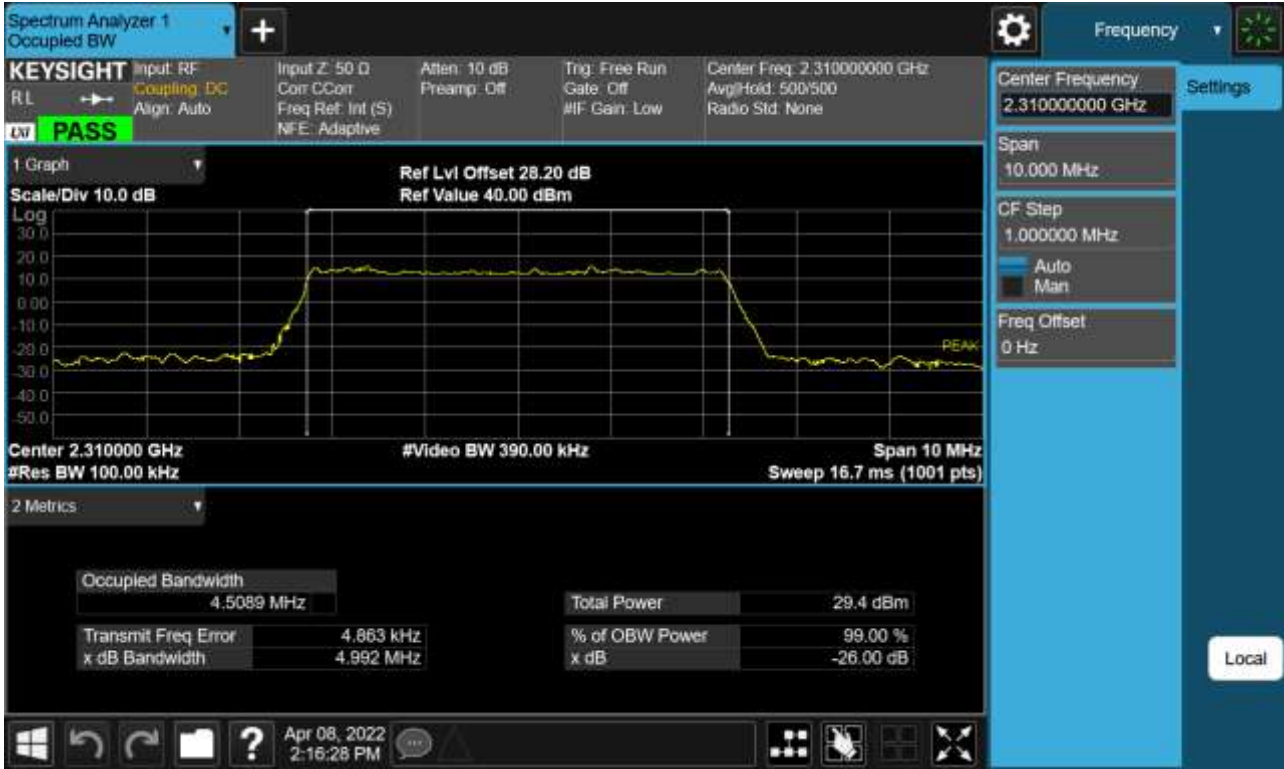 Spectrum Analyzer 1
Occupied BW
+
Frequency
KEYSIGHT
RL
LXI
PASS
Input: RF
Coupling: DC
Align: Auto
Input Z: 50 Ω
Corr CCorr
Freq Ref: Int (S)
NFE: Adaptive
Atten: 10 dB
Preamp: Off
Trig: Free Run
Gate: Off
#IF Gain: Low
Center Freq: 2.310000000 GHz
Avg|Hold: 500/500
Radio Std: None
Center Frequency
2.310000000 GHz
Settings
Span
10.000 MHz
CF Step
1.000000 MHz
Auto
Man
Freq Offset
0 Hz
Local
1 Graph
Scale/Div 10.0 dB
Ref Lvl Offset 28.20 dB
Ref Value 40.00 dBm
Log
30.0
20.0
10.0
0.00
-10.0
-20.0
-30.0
-40.0
-50.0
PEAK
Center 2.310000 GHz
#Video BW 390.00 kHz
Span 10 MHz
#Res BW 100.00 kHz
Sweep 16.7 ms (1001 pts)
2 Metrics
Occupied Bandwidth
4.5089 MHz
Total Power 29.4 dBm
Transmit Freq Error 4.863 kHz
% of OBW Power 99.00 %
x dB Bandwidth 4.992 MHz
x dB -26.00 dB
?
Apr 08, 2022
2:16:28 PM